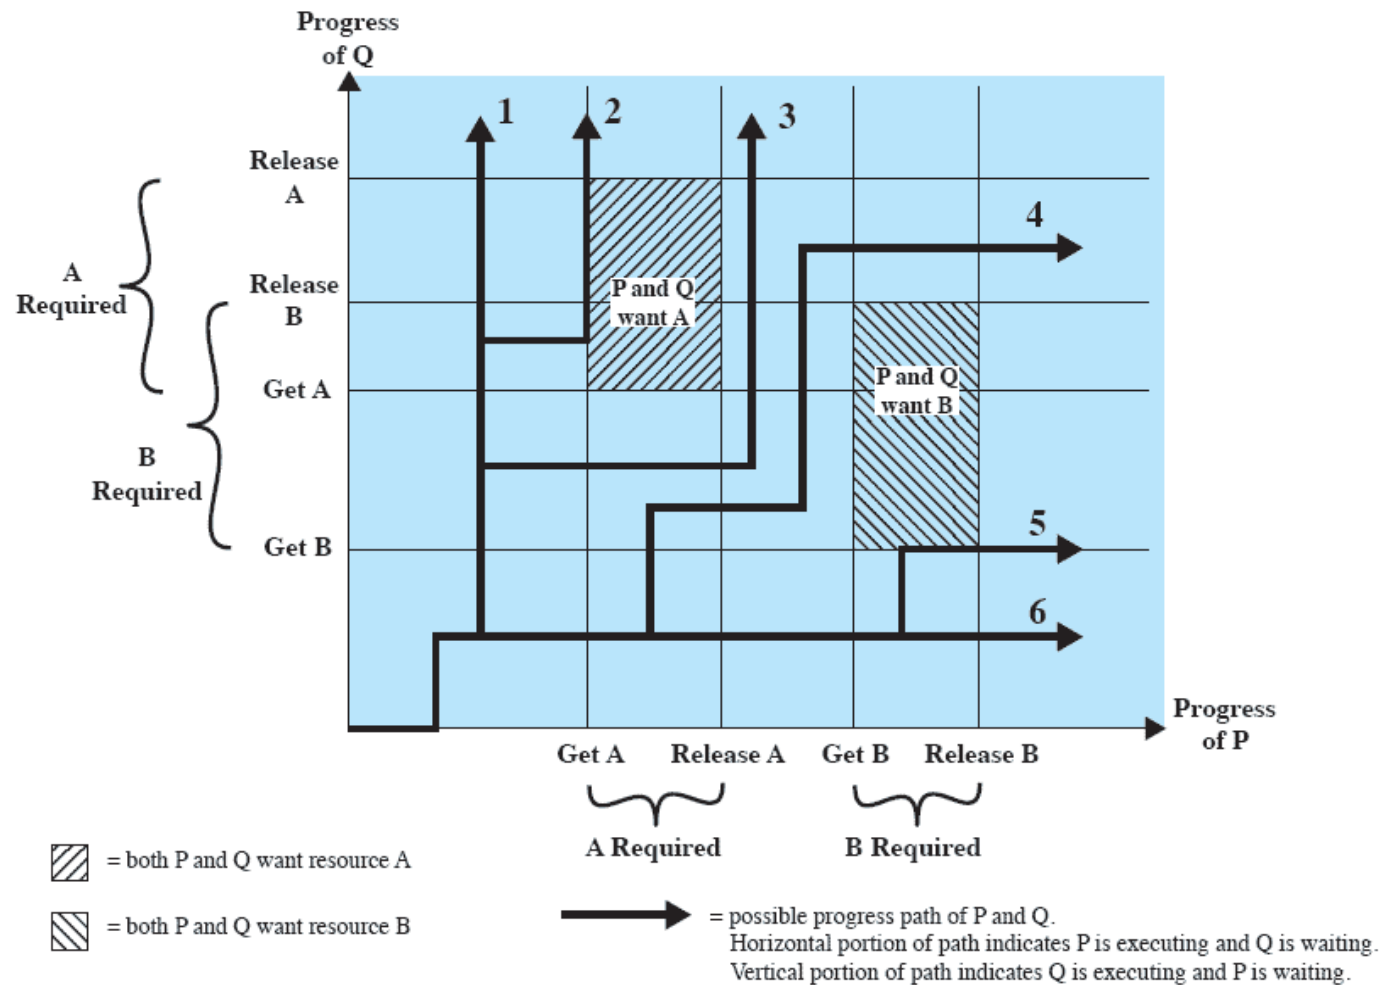 Progress
of Q
1
2
3
Release
A
4
A
Required
Release
B
P and Q
want A
Get A
P and Q
want B
B
Required
Get B
5
6
Progress
of P
Get A
Release A
Get B
Release B
A Required
B Required
= both P and Q want resource A
= both P and Q want resource B
= possible progress path of P and Q.
Horizontal portion of path indicates P is executing and Q is waiting.
Vertical portion of path indicates Q is executing and P is waiting.